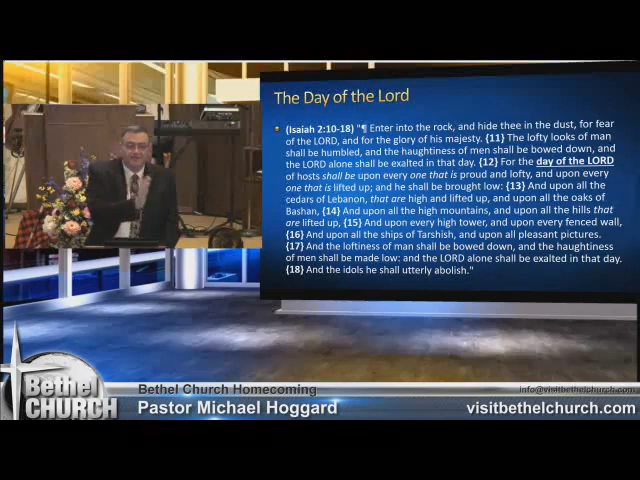 The Day of the Lord
(Isaiah 2:10-18) "¶ Enter into the rock, and hide thee in the dust, for fear
of the LORD, and for the glory of his majesty. {11} The lofty looks of man
shall be humbled, and the haughtiness of men shall be bowed down, and
the LORD alone shall be exalted in that day. {12} For the day of the LORD
of hosts shall be upon every one that is proud and lofty, and upon every
one that is lifted up; and he shall be brought low: {13} And upon all the
cedars of Lebanon, that are high and lifted up, and upon all the oaks of
Bashan, {14} And upon all the high mountains, and upon all the hills that
are lifted up, {15} And upon every high tower, and upon every fenced wall,
{16} And upon all the ships of Tarshish, and upon all pleasant pictures.
{17} And the loftiness of man shall be bowed down, and the haughtiness
of men shall be made low: and the LORD alone shall be exalted in that day.
{18} And the idols he shall utterly abolish."
Bethel
CHURCH
Bethel Church Homecoming
Pastor Michael Hoggard
info@visitbethelchurch.com
visitbethelchurch.com